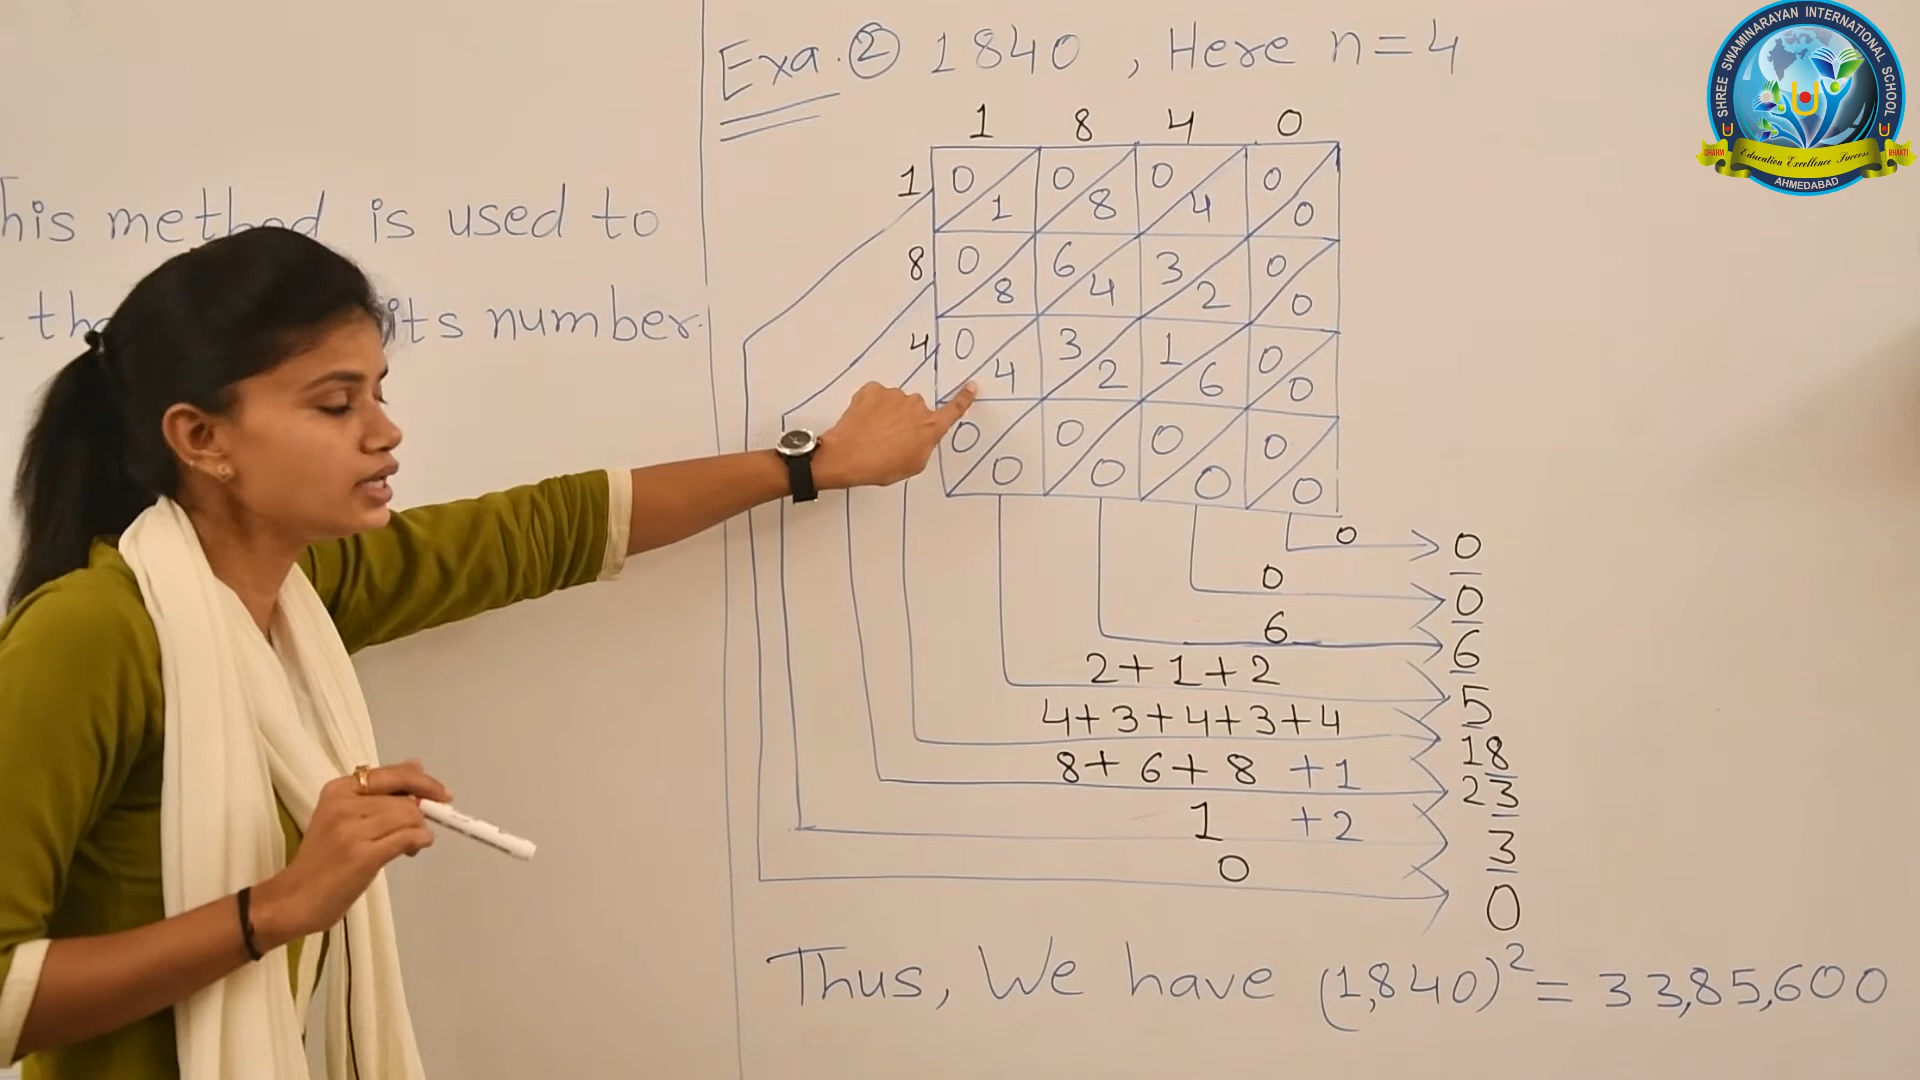 his method is used to
the its number.
Exa. ② 1840 , Here n=4
1 8 4 0
1 0 1 0 8 0 4 0 0
8 0 8 6 4 3 2 0 0
4 0 4 3 2 1 6 0 0
0 0 0 0 0 0 0 0
0 0
0 0
6 6
2+1+2 5
4+3+4+3+4 18
8+6+8 +1 23
1 +2 3
0 0
Thus, We have (1,840)² = 33,85,600
SHREE SWAMINARAYAN INTERNATIONAL SCHOOL
DHARM Education Excellence Success BHAKTI
AHMEDABAD